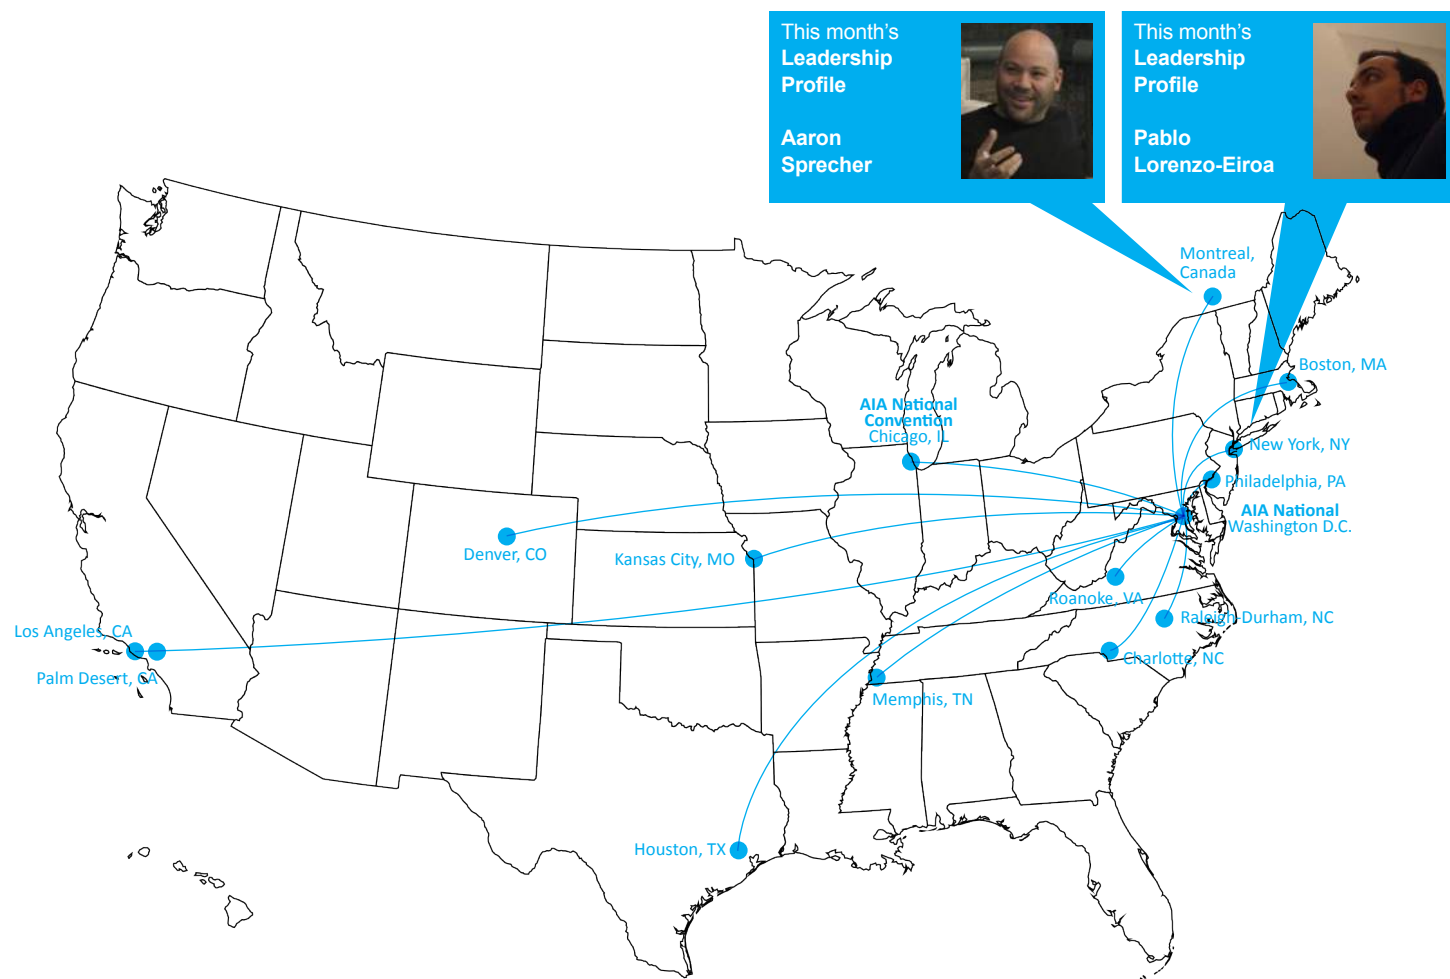 This month's
Leadership
Profile
Aaron
Sprecher
This month's
Leadership
Profile
Pablo
Lorenzo-Eiroa
Montreal,
Canada
Boston, MA
AIA National
Convention
Chicago, IL
New York, NY
Philadelphia, PA
AIA National
Washington D.C.
Denver, CO
Kansas City, MO
Roanoke, VA
Raleigh-Durham, NC
Los Angeles, CA
Charlotte, NC
Palm Desert, CA
Memphis, TN
Houston, TX